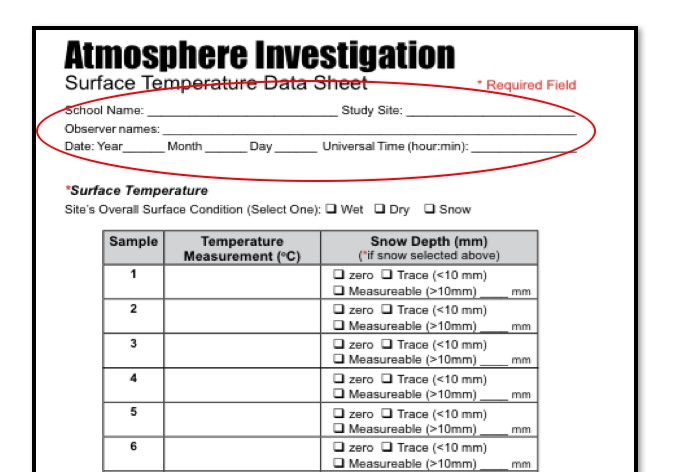 Atmosphere Investigation
Surface Temperature Data Sheet * Required Field
School Name: ______________________________ Study Site: ___________________________
Observer names: ___________________________________________________________________
Date: Year______ Month ______ Day ______ Universal Time (hour:min): ________________
*Surface Temperature
Site's Overall Surface Condition (Select One): ❑ Wet ❑ Dry ❑ Snow
Sample Temperature Measurement (ºC) Snow Depth (mm) (*if snow selected above)
1 ❑ zero ❑ Trace (<10 mm)
❑ Measureable (>10mm) ____ mm
2 ❑ zero ❑ Trace (<10 mm)
❑ Measureable (>10mm) ____ mm
3 ❑ zero ❑ Trace (<10 mm)
❑ Measureable (>10mm) ____ mm
4 ❑ zero ❑ Trace (<10 mm)
❑ Measureable (>10mm) ____ mm
5 ❑ zero ❑ Trace (<10 mm)
❑ Measureable (>10mm) ____ mm
6 ❑ zero ❑ Trace (<10 mm)
❑ Measureable (>10mm) ____ mm